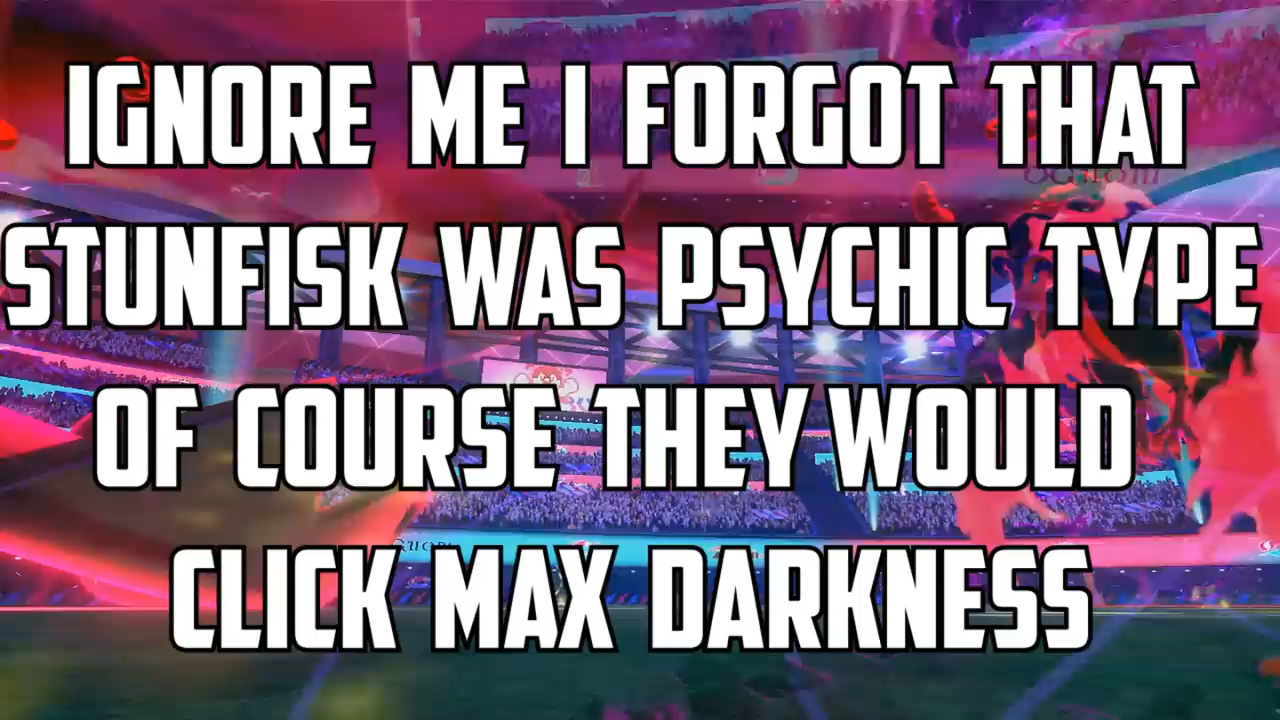 IGNORE ME I FORGOT THAT
STUNFISK WAS PSYCHIC TYPE
OF COURSE THEY WOULD
CLICK MAX DARKNESS